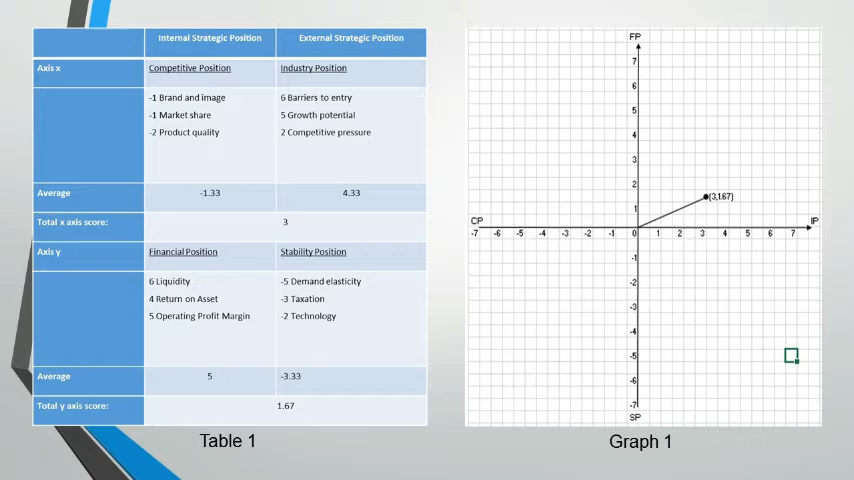 Internal Strategic Position External Strategic Position
Axis x Competitive Position Industry Position
-1 Brand and image 6 Barriers to entry
-1 Market share 5 Growth potential
-2 Product quality 2 Competitive pressure
Average -1.33 4.33
Total x axis score: 3
Axis y Financial Position Stability Position
6 Liquidity -5 Demand elasticity
4 Return on Asset -3 Taxation
5 Operating Profit Margin -2 Technology
Average 5 -3.33
Total y axis score: 1.67
Table 1
FP
7
6
5
4
3
2
(3,1.67)
1
CP IP
-7 -6 -5 -4 -3 -2 -1 0 1 2 3 4 5 6 7
-1
-2
-3
-4
-5
-6
-7
SP
Graph 1